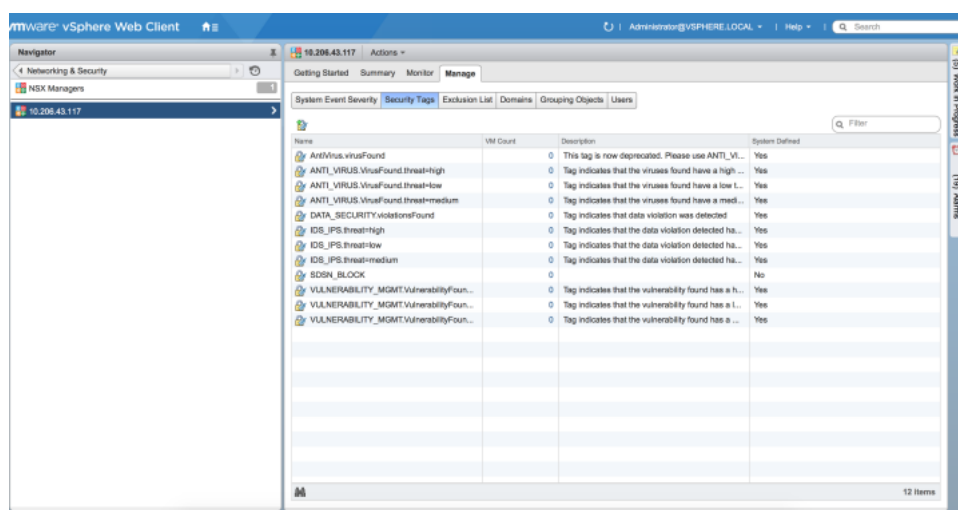 vmware® vSphere Web Client
Administrator@VSPHERE.LOCAL
Help
Search
Navigator
Networking & Security
NSX Managers
1
10.206.43.117
10.206.43.117 Actions
Getting Started Summary Monitor Manage
System Event Severity Security Tags Exclusion List Domains Grouping Objects Users
Filter
Name VM Count Description System Defined
AntiVirus.virusFound 0 This tag is now deprecated. Please use ANTI_VI... Yes
ANTI_VIRUS.VirusFound.threat=high 0 Tag indicates that the viruses found have a high ... Yes
ANTI_VIRUS.VirusFound.threat=low 0 Tag indicates that the viruses found have a low t... Yes
ANTI_VIRUS.VirusFound.threat=medium 0 Tag indicates that the viruses found have a medi... Yes
DATA_SECURITY.violationsFound 0 Tag indicates that data violation was detected Yes
IDS_IPS.threat=high 0 Tag indicates that the data violation detected ha... Yes
IDS_IPS.threat=low 0 Tag indicates that the data violation detected ha... Yes
IDS_IPS.threat=medium 0 Tag indicates that the data violation detected ha... Yes
SDSN_BLOCK 0 No
VULNERABILITY_MGMT.VulnerabilityFoun... 0 Tag indicates that the vulnerability found has a h... Yes
VULNERABILITY_MGMT.VulnerabilityFoun... 0 Tag indicates that the vulnerability found has a l... Yes
VULNERABILITY_MGMT.VulnerabilityFoun... 0 Tag indicates that the vulnerability found has a ... Yes
12 items
Work In Progress
Alarms